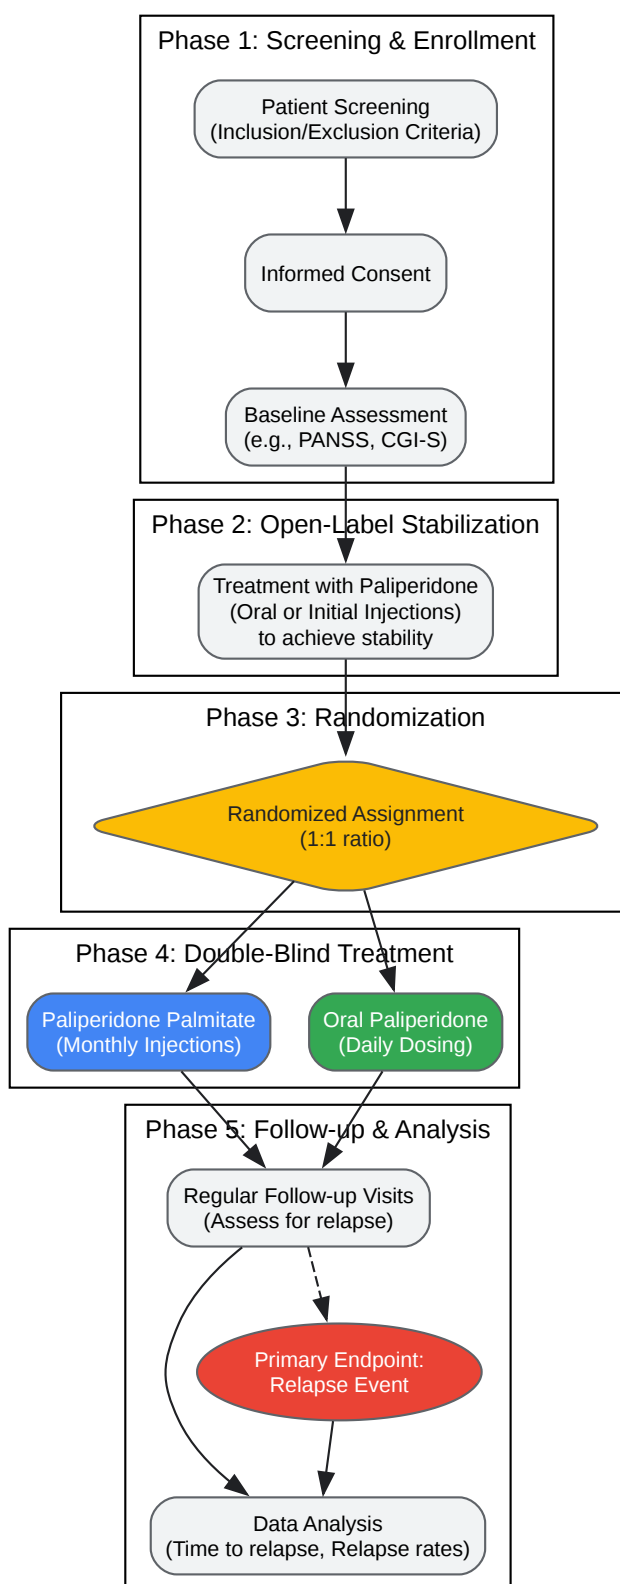 Phase 1: Screening & Enrollment
Patient Screening
(Inclusion/Exclusion Criteria)
Informed Consent
Baseline Assessment
(e.g., PANSS, CGI-S)
Phase 2: Open-Label Stabilization
Treatment with Paliperidone
(Oral or Initial Injections)
to achieve stability
Phase 3: Randomization
Randomized Assignment
(1:1 ratio)
Phase 4: Double-Blind Treatment
Paliperidone Palmitate
(Monthly Injections)
Oral Paliperidone
(Daily Dosing)
Phase 5: Follow-up & Analysis
Regular Follow-up Visits
(Assess for relapse)
Primary Endpoint:
Relapse Event
Data Analysis
(Time to relapse, Relapse rates)